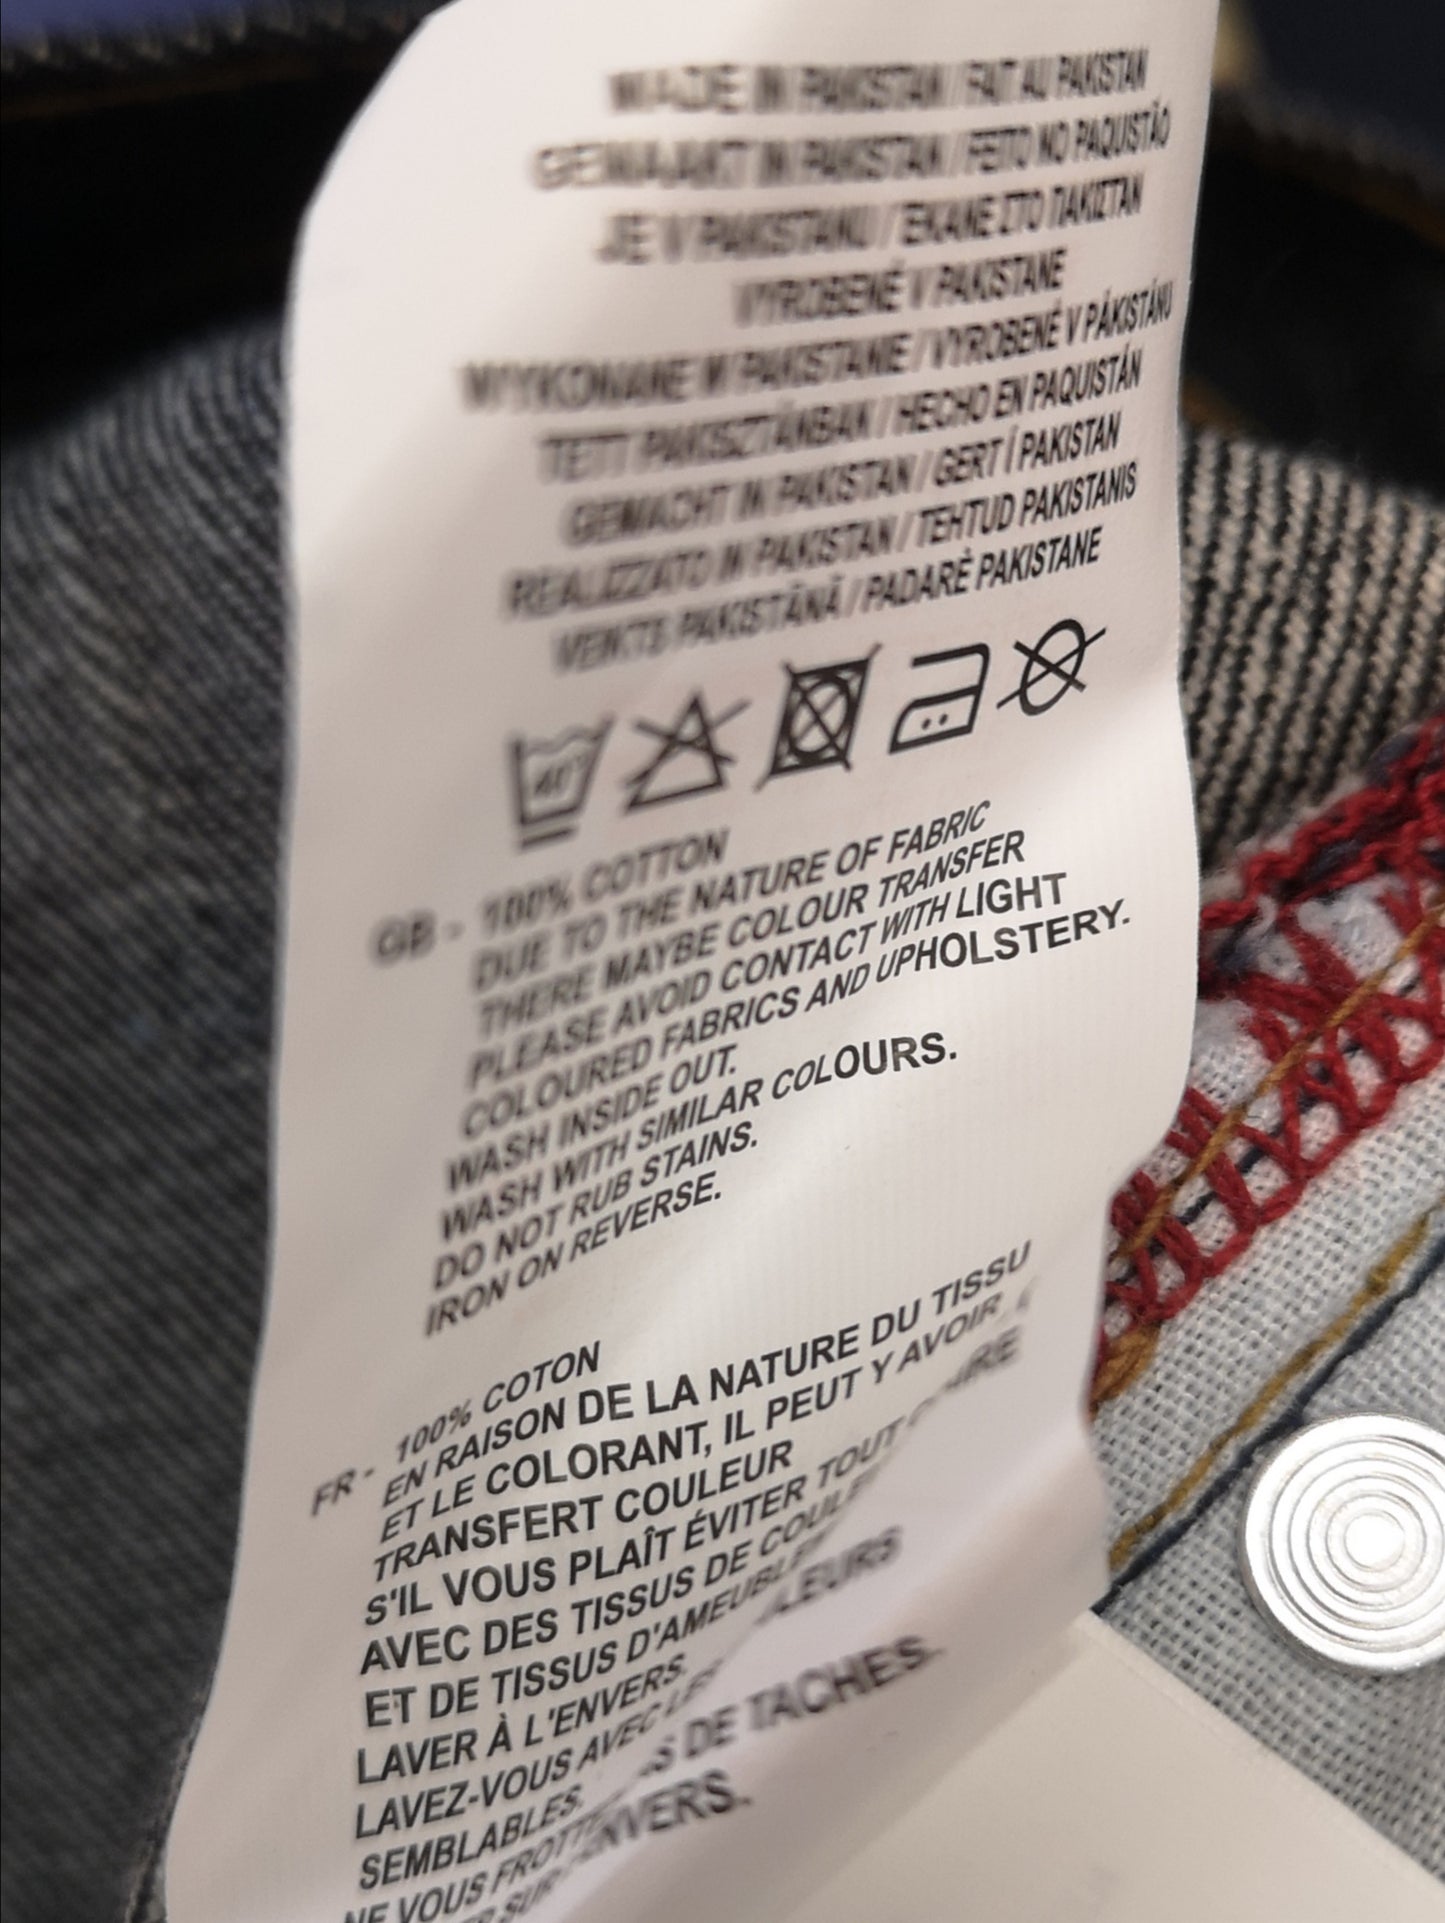 MADE IN PAKISTAN / FAIT AU PAKISTAN
GEMAAKT IN PAKISTAN / FEITO NO PAQUISTÃO
JE V PAKISTANU / ΕΚΑΝΕ ΣΤΟ ΠΑΚΙΣΤΑΝ
VYROBENÉ V PAKISTANE
WYKONANE W PAKISTANIE / VYROBENÉ V PÁKISTÁNU
TETT PAKISZTÁNBAN / HECHO EN PAQUISTÁN
GEMACHT IN PAKISTAN / GERT Í PAKISTAN
REALIZZATO IN PAKISTAN / TEHTUD PAKISTANIS
VEIKTS PAKISTĀNĀ / PADARĖ PAKISTANE
40°
GB - 100% COTTON
DUE TO THE NATURE OF FABRIC
THERE MAYBE COLOUR TRANSFER
PLEASE AVOID CONTACT WITH LIGHT
COLOURED FABRICS AND UPHOLSTERY.
WASH INSIDE OUT.
WASH WITH SIMILAR COLOURS.
DO NOT RUB STAINS.
IRON ON REVERSE.
FR - 100% COTON
EN RAISON DE LA NATURE DU TISSU
ET LE COLORANT, IL PEUT Y AVOIR
TRANSFERT COULEUR
S'IL VOUS PLAÎT ÉVITER TOUT
AVEC DES TISSUS DE
ET DE TISSUS
LAVER À L'ENVERS.
LAVEZ-VOUS AVEC
SEMBLABLES.
NE VOUS DE TACHES.
SUR